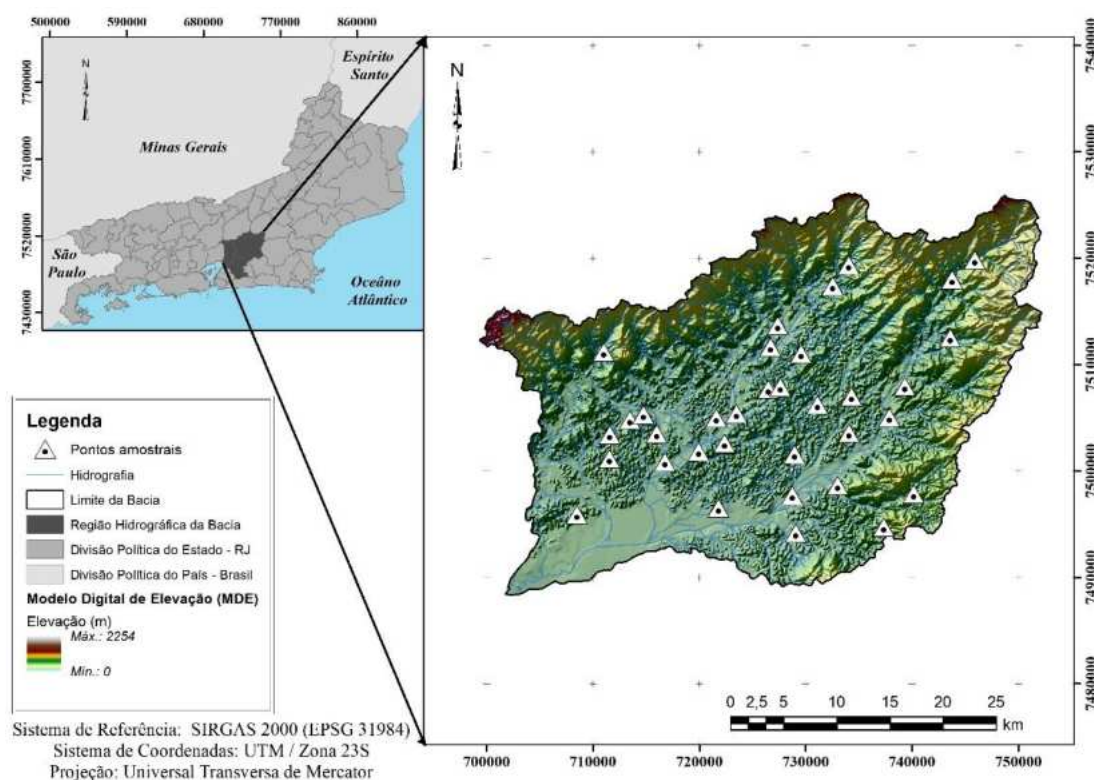 500000 590000 680000 770000 860000
7700000
7610000
7520000
7430000
N
Espírito
Santo
Minas Gerais
São
Paulo
Oceâno
Atlântico
Legenda
Pontos amostrais
Hidrografia
Limite da Bacia
Região Hidrográfica da Bacia
Divisão Política do Estado - RJ
Divisão Política do País - Brasil
Modelo Digital de Elevação (MDE)
Elevação (m)
Máx.: 2254
Mín.: 0
Sistema de Referência: SIRGAS 2000 (EPSG 31984)
Sistema de Coordenadas: UTM / Zona 23S
Projeção: Universal Transversa de Mercator
N
7540000
7530000
7520000
7510000
7500000
7490000
7480000
0 2,5 5 10 15 20 25
km
700000 710000 720000 730000 740000 750000